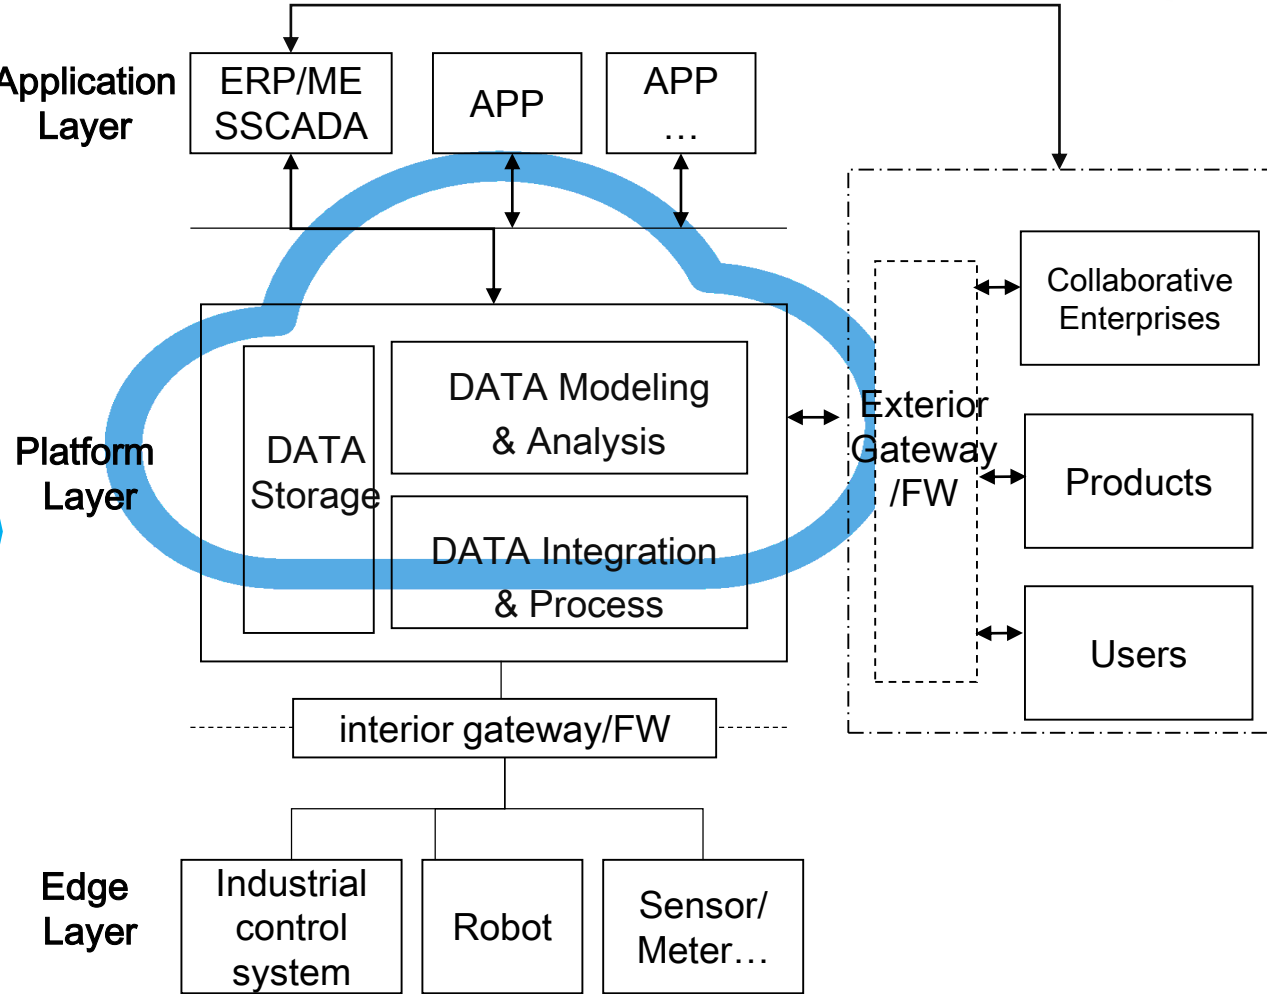 Application
Layer
ERP/ME
SSCADA
APP
APP
…
Collaborative
Enterprises
Exterior
Gateway
/FW
Products
Users
Platform
Layer
DATA
Storage
DATA Modeling
& Analysis
DATA Integration
& Process
interior gateway/FW
Edge
Layer
Industrial
control
system
Robot
Sensor/
Meter…